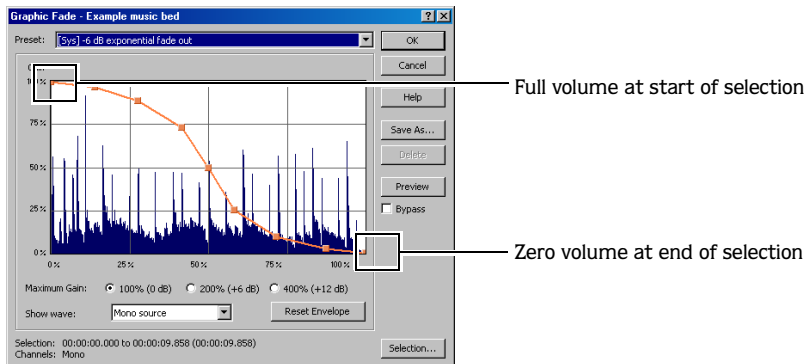 Graphic Fade - Example music bed
Preset: [Sys] -6 dB exponential fade out
OK
Cancel
Help
Save As...
Delete
Preview
Bypass
100%
75%
50%
25%
0%
0% 25% 50% 75% 100%
Full volume at start of selection
Zero volume at end of selection
Maximum Gain: 100% (0 dB) 200% (+6 dB) 400% (+12 dB)
Show wave: Mono source Reset Envelope
Selection: 00:00:00.000 to 00:00:09.858 (00:00:09.858)
Channels: Mono
Selection...